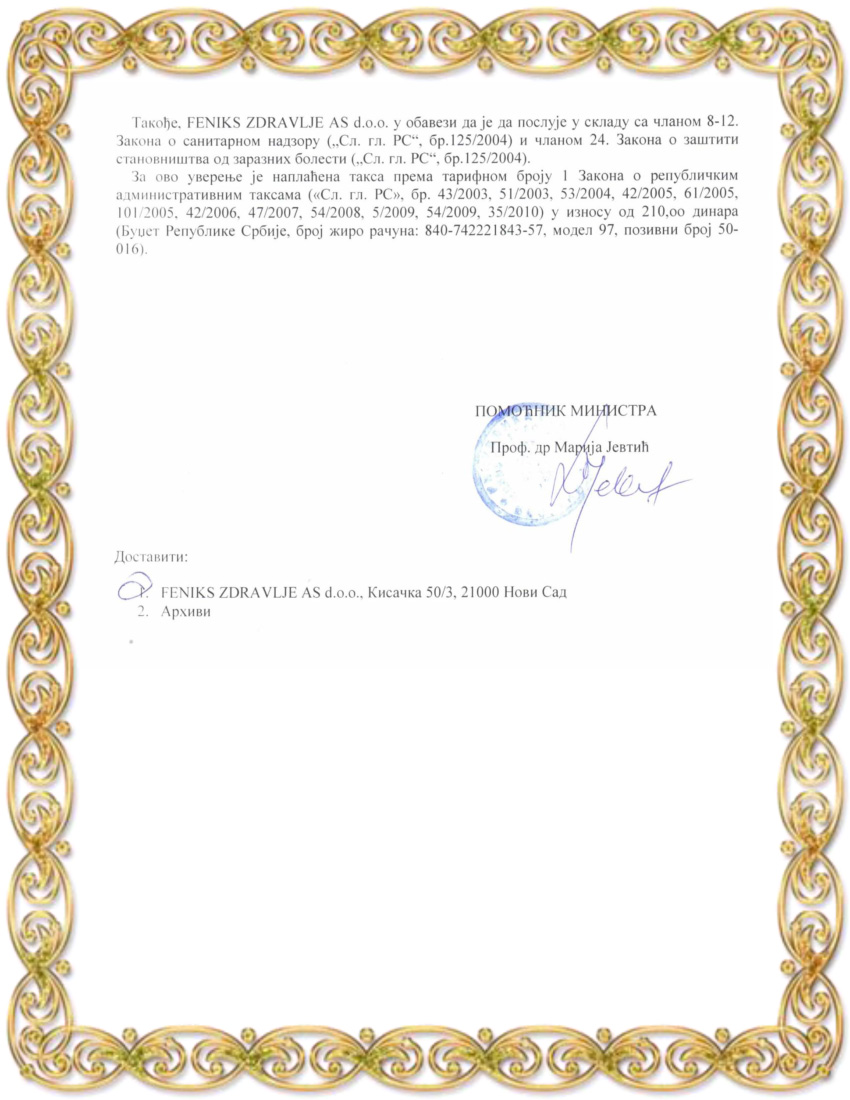 Такође, FENIKS ZDRAVLJE AS d.o.o. у обавези да је да послује у складу са чланом 8-12.
Закона о санитарном надзору („Сл. гл. РС“, бр.125/2004) и чланом 24. Закона о заштити
становништва од заразних болести („Сл. гл. РС“, бр.125/2004).
За ово уверење је наплаћена такса према тарифном броју 1 Закона о републичким
административним таксама («Сл. гл. РС», бр. 43/2003, 51/2003, 53/2004, 42/2005, 61/2005,
101/2005, 42/2006, 47/2007, 54/2008, 5/2009, 54/2009, 35/2010) у износу од 210,оо динара
(Буџет Републике Србије, број жиро рачуна: 840-742221843-57, модел 97, позивни број 50-
016).
ПОМОЋНИК МИНИСТРА
Проф. др Марија Јевтић
Доставити:
1. FENIKS ZDRAVLJE AS d.o.o., Кисачка 50/3, 21000 Нови Сад
2. Архиви